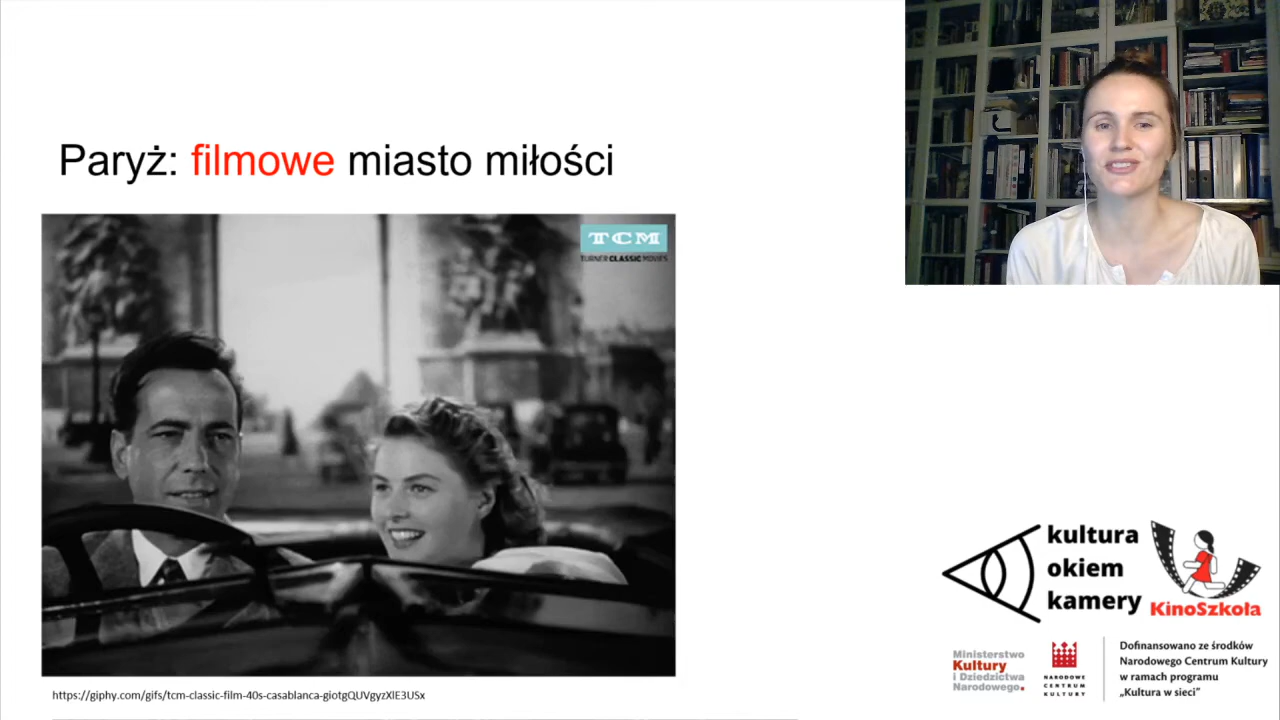 Paryż: filmowe miasto miłości
TCM
TURNER CLASSIC MOVIES
https://giphy.com/gifs/tcm-classic-film-40s-casablanca-giotgQUVgyzXlE3USx
kultura
okiem
kamery
KinoSzkoła
Ministerstwo
Kultury
i Dziedzictwa
Narodowego.
NARODOWE
CENTRUM
KULTURY
Dofinansowano ze środków
Narodowego Centrum Kultury
w ramach programu
„Kultura w sieci”